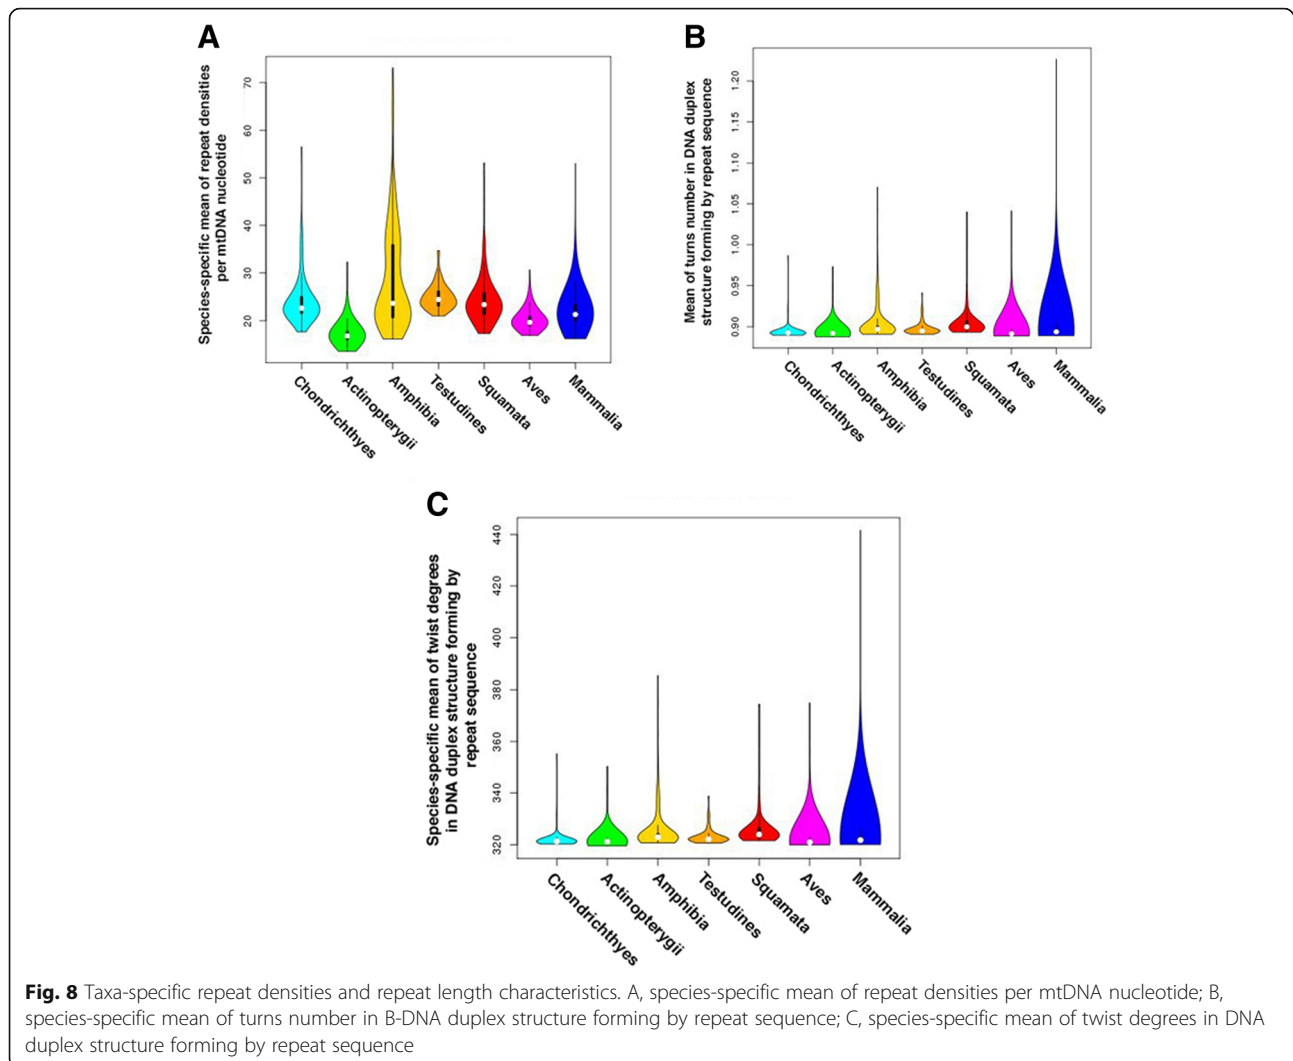 A
Species-specific mean of repeat densities
per mtDNA nucleotide
70
60
50
40
30
20
Chondrichthyes
Actinopterygii
Amphibia
Testudines
Squamata
Aves
Mammalia
B
Mean of turns number in DNA duplex
structure forming by repeat sequence
1.20
1.15
1.10
1.05
1.00
0.95
0.90
Chondrichthyes
Actinopterygii
Amphibia
Testudines
Squamata
Aves
Mammalia
C
Species-specific mean of twist degrees
in DNA duplex structure forming by
repeat sequence
440
420
400
380
360
340
320
Chondrichthyes
Actinopterygii
Amphibia
Testudines
Squamata
Aves
Mammalia
Fig. 8 Taxa-specific repeat densities and repeat length characteristics. A, species-specific mean of repeat densities per mtDNA nucleotide; B,
species-specific mean of turns number in B-DNA duplex structure forming by repeat sequence; C, species-specific mean of twist degrees in DNA
duplex structure forming by repeat sequence